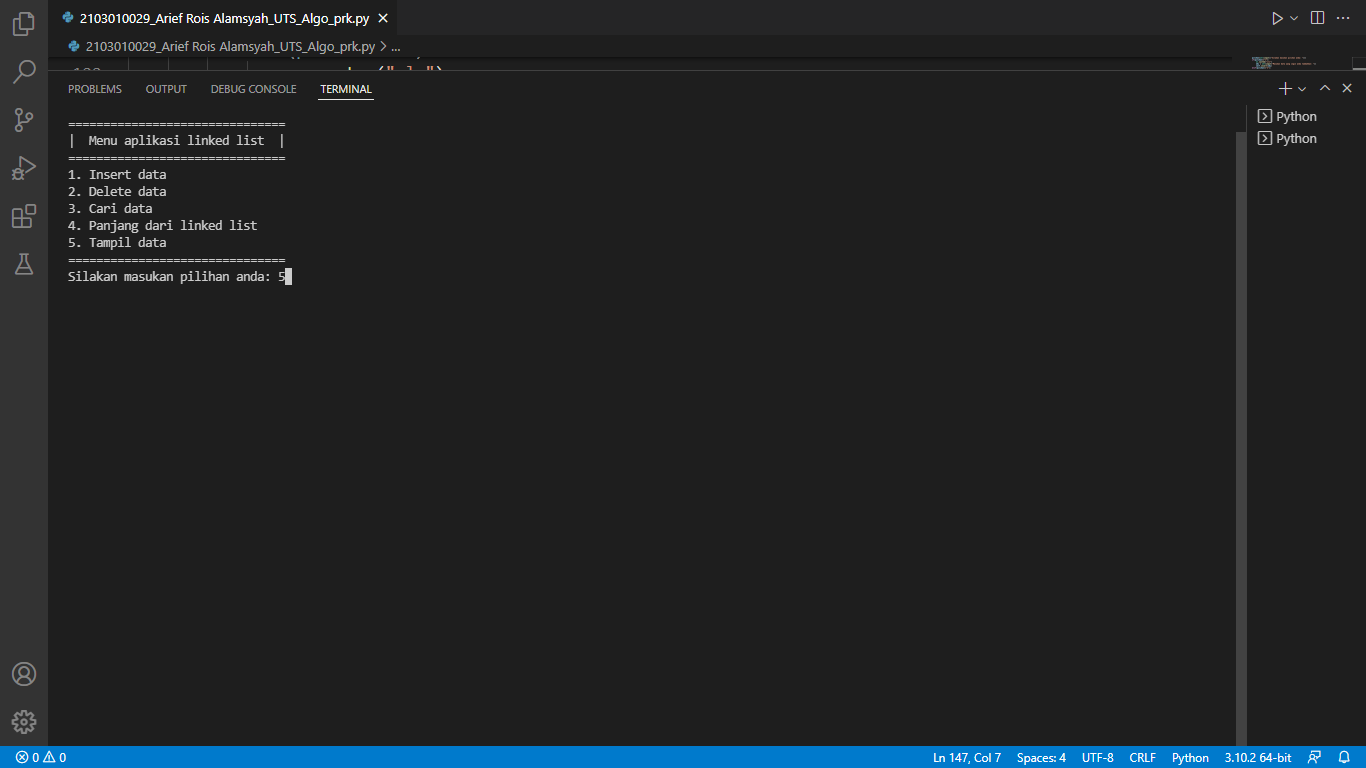 2103010029_Arief Rois Alamsyah_UTS_Algo_prk.py
2103010029_Arief Rois Alamsyah_UTS_Algo_prk.py > ...
PROBLEMS OUTPUT DEBUG CONSOLE TERMINAL
===============================
| Menu aplikasi linked list |
===============================
1. Insert data
2. Delete data
3. Cari data
4. Panjang dari linked list
5. Tampil data
===============================
Silakan masukan pilihan anda: 5
Python
Python
0 0 Ln 147, Col 7 Spaces: 4 UTF-8 CRLF Python 3.10.2 64-bit